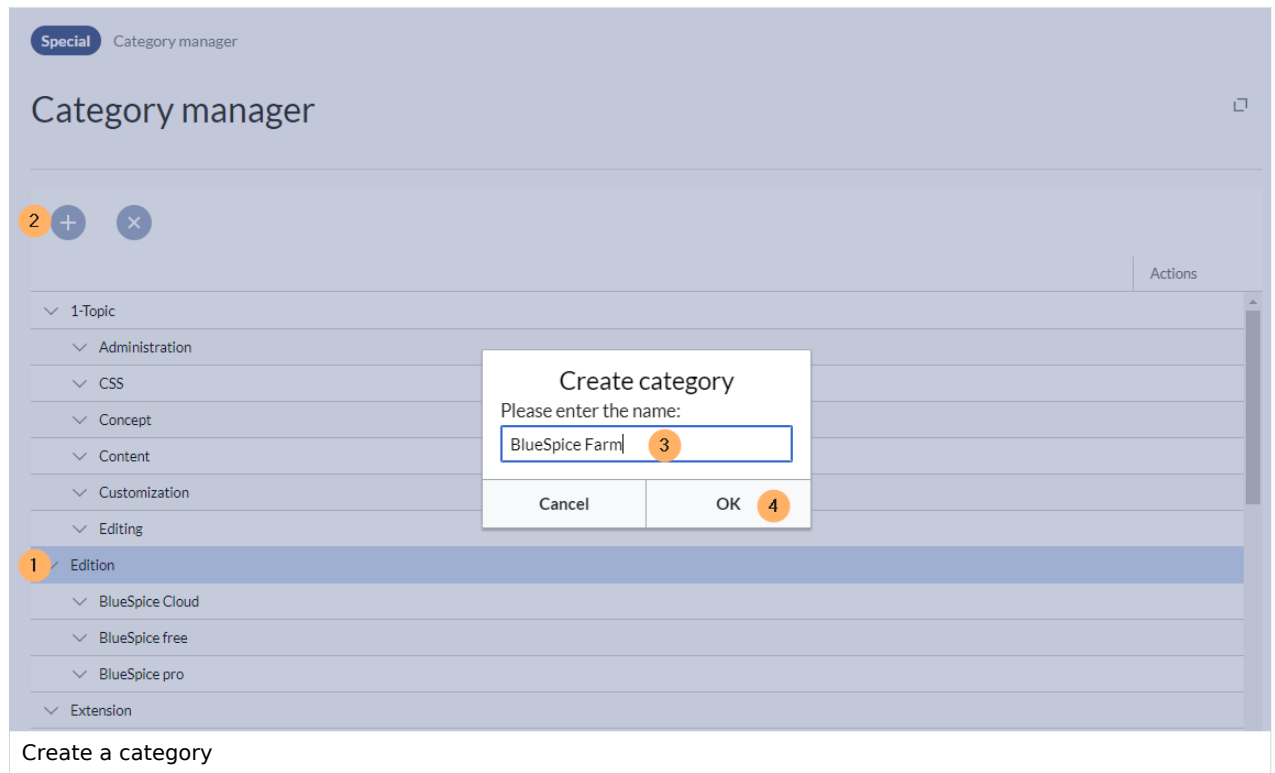 Special Category manager
Category manager
2
Actions
1-Topic
Administration
CSS
Concept
Content
Customization
Editing
1 Edition
BlueSpice Cloud
BlueSpice free
BlueSpice pro
Extension
Create category
Please enter the name:
BlueSpice Farm 3
Cancel OK 4
Create a category